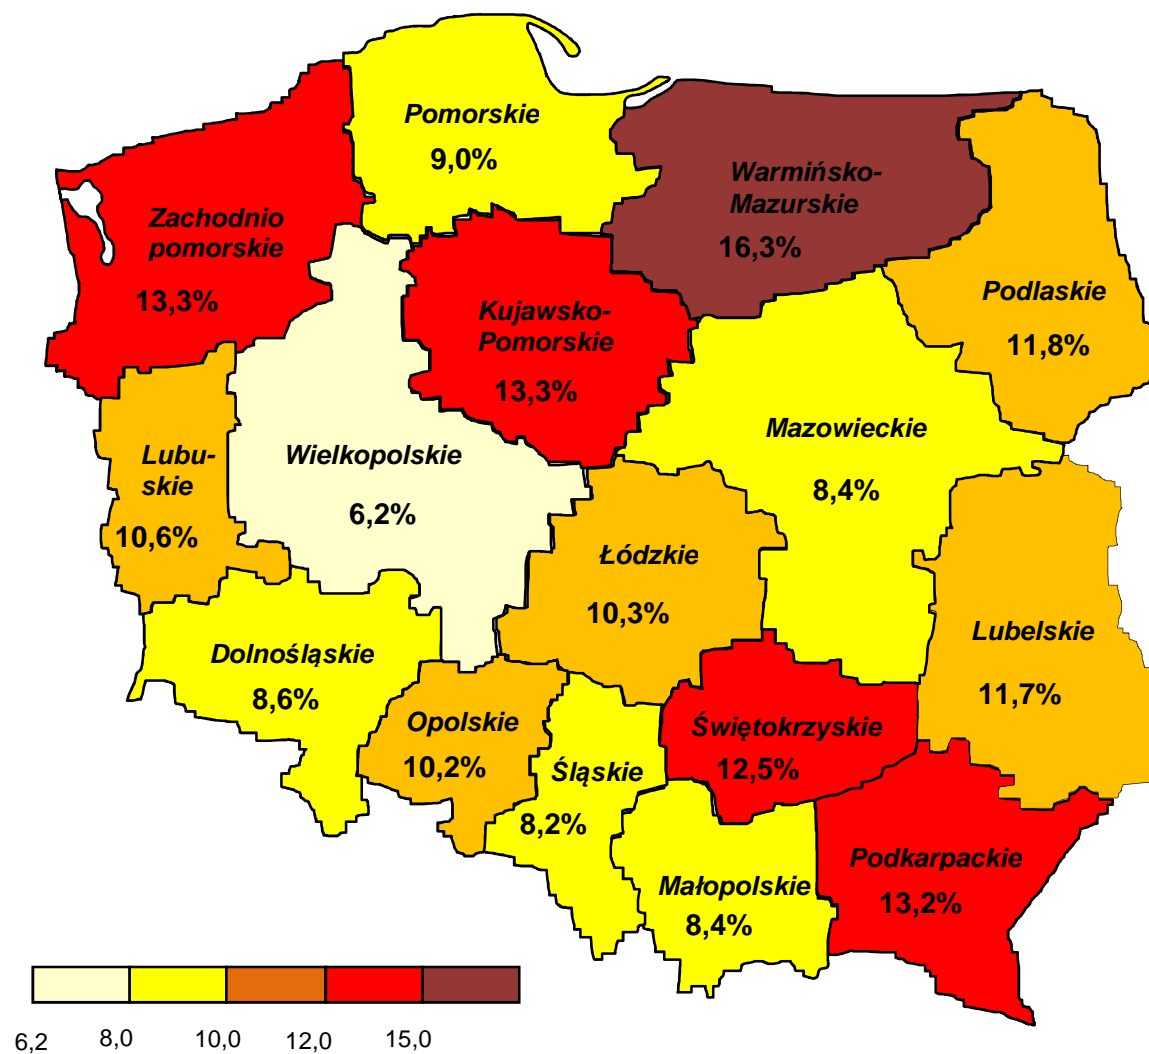 Pomorskie
9,0%
Warmińsko-
Mazurskie
16,3%
Zachodnio
pomorskie
13,3%
Podlaskie
11,8%
Kujawsko-
Pomorskie
13,3%
Mazowieckie
8,4%
Lubu-
skie
10,6%
Wielkopolskie
6,2%
Łódzkie
10,3%
Lubelskie
11,7%
Dolnośląskie
8,6%
Opolskie
10,2%
Śląskie
8,2%
Świętokrzyskie
12,5%
Małopolskie
8,4%
Podkarpackie
13,2%
6,2 8,0 10,0 12,0 15,0